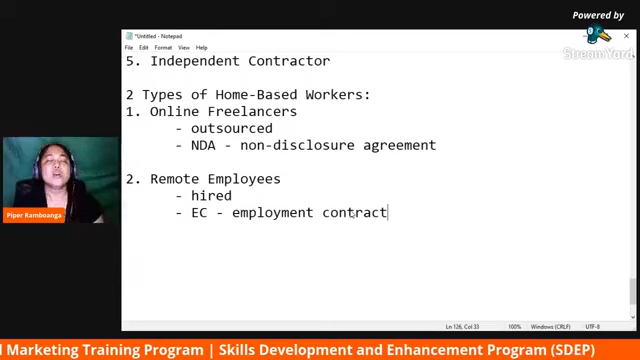 Powered by
StreamYard
*Untitled - Notepad
File Edit Format View Help
5. Independent Contractor
2 Types of Home-Based Workers:
1. Online Freelancers
- outsourced
- NDA - non-disclosure agreement
2. Remote Employees
- hired
- EC - employment contract
Piper Ramboanga
Ln 126, Col 33 100% Windows (CRLF) UTF-8
l Marketing Training Program | Skills Development and Enhancement Program (SDEP)